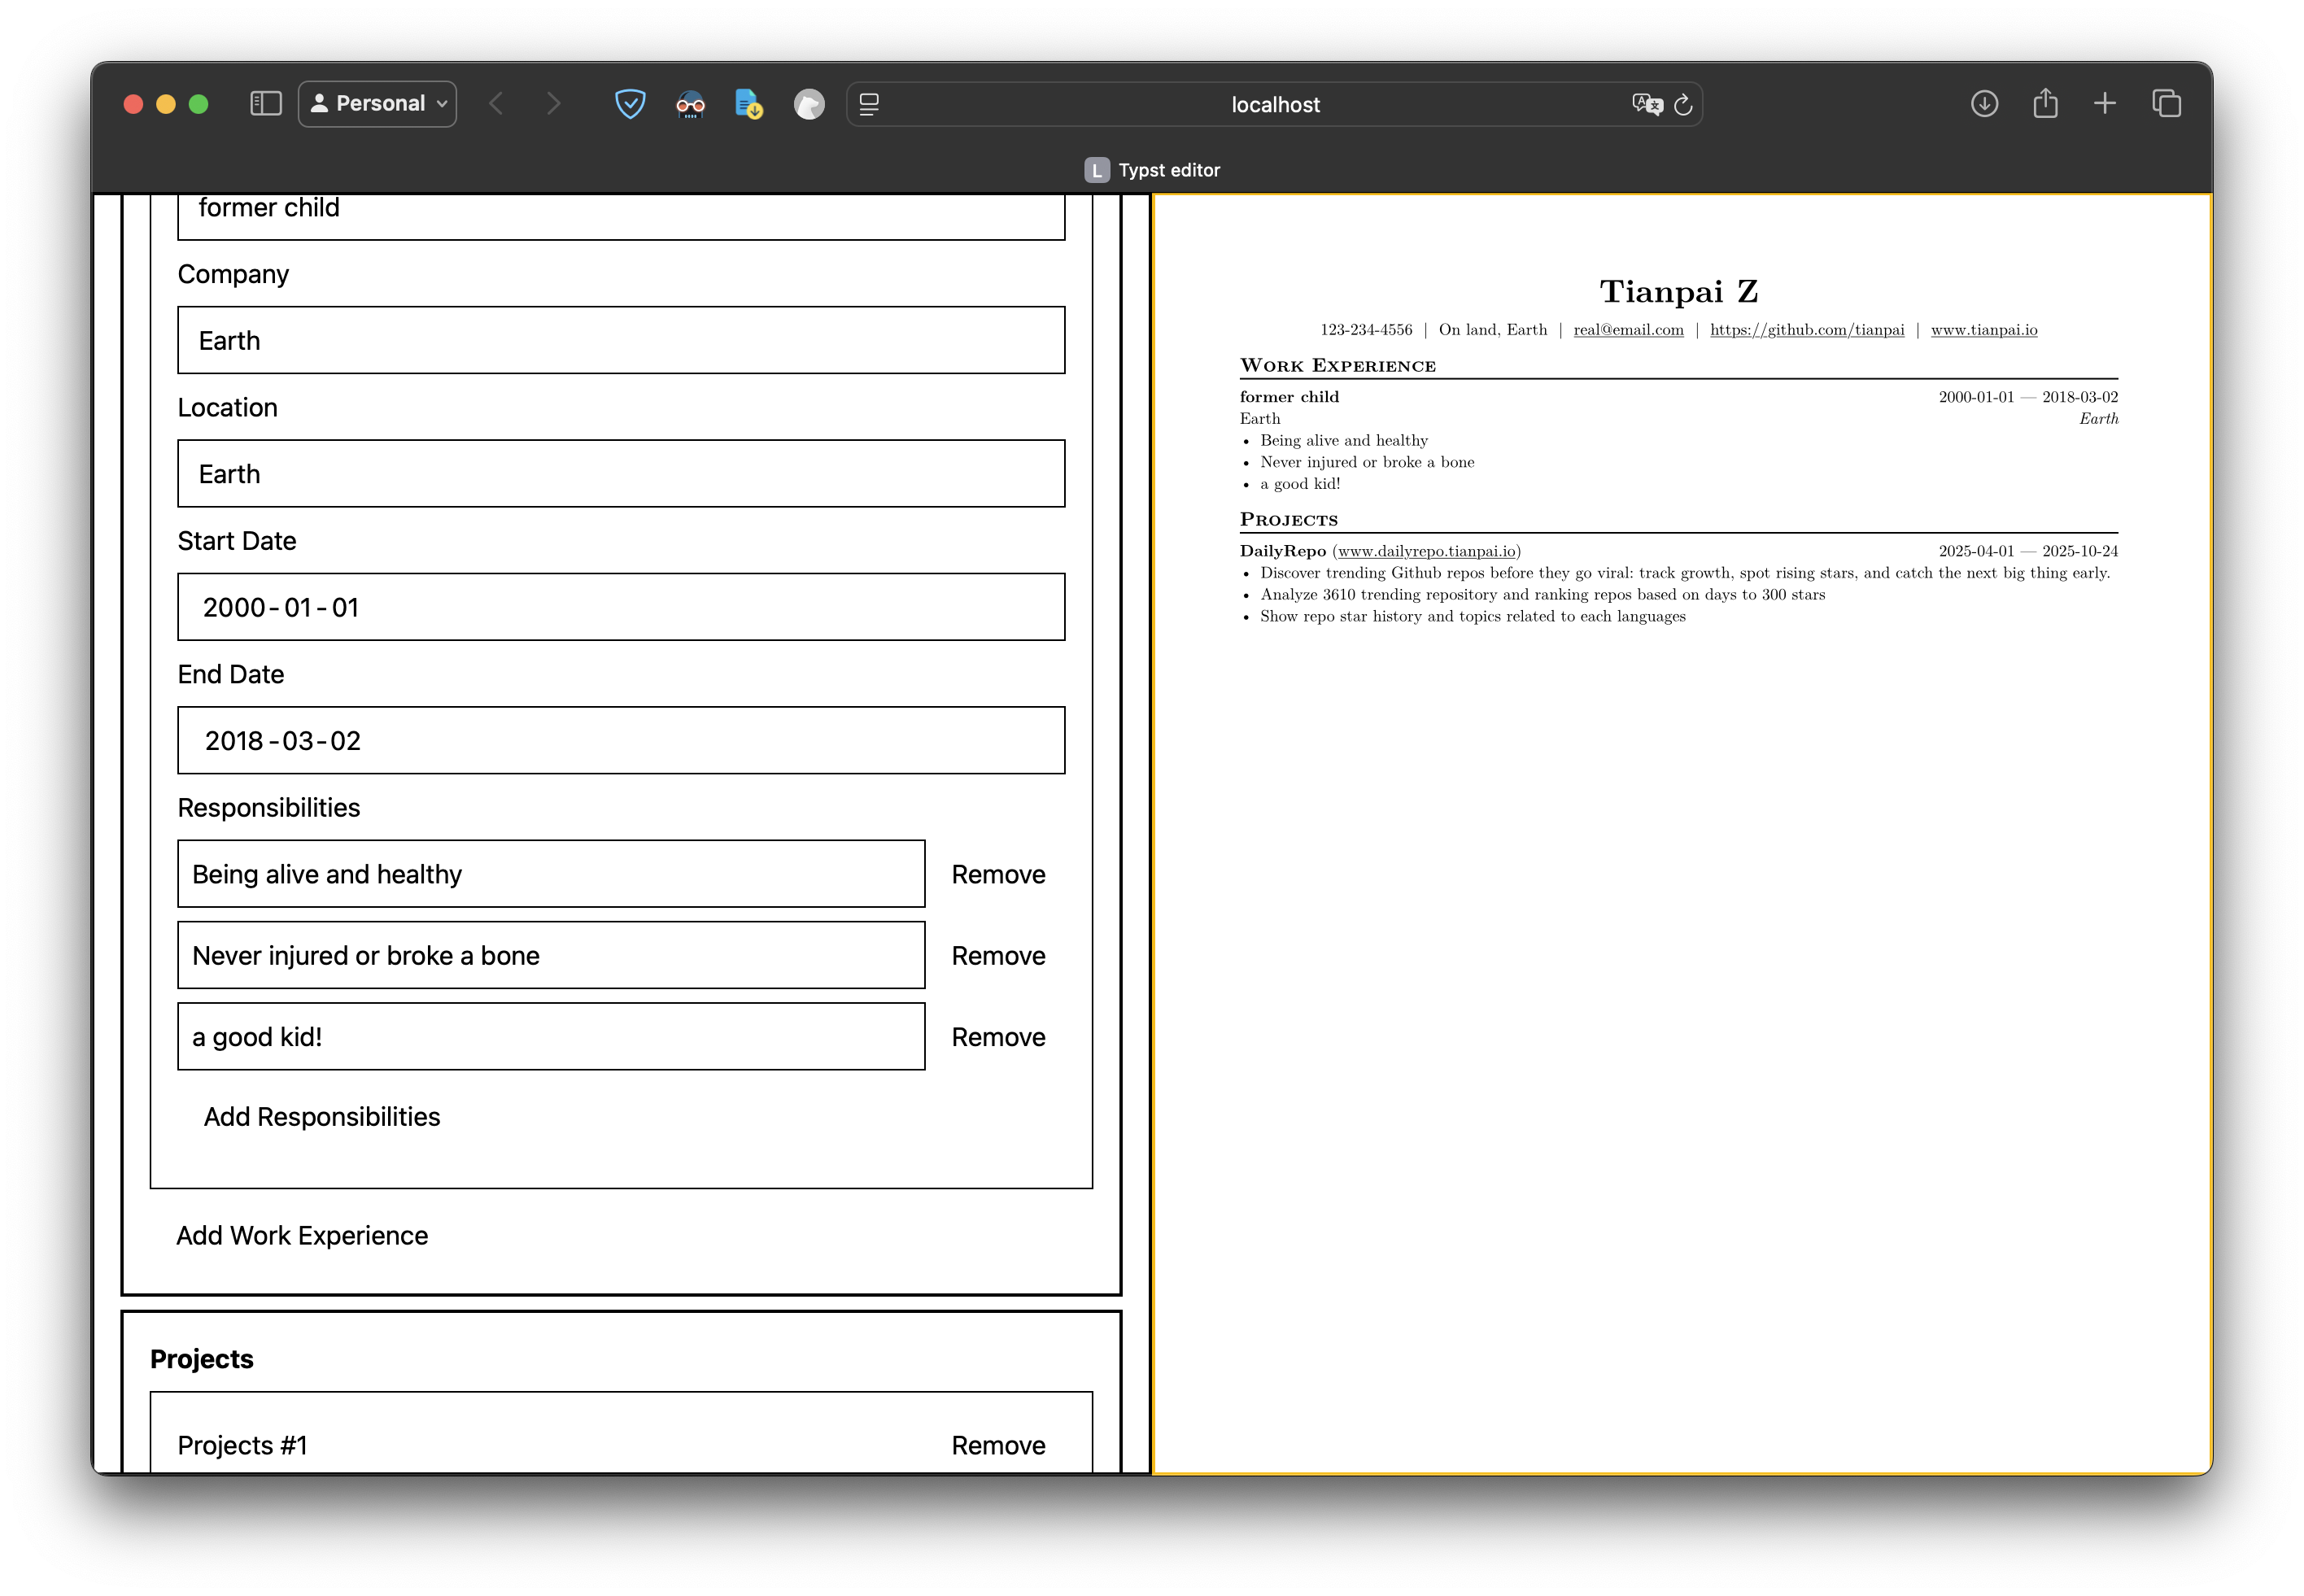 Personal
localhost
L Typst editor
former child
Company
Earth
Location
Earth
Start Date
2000-01-01
End Date
2018-03-02
Responsibilities
Being alive and healthy Remove
Never injured or broke a bone Remove
a good kid! Remove
Add Responsibilities
Add Work Experience
Projects
Projects #1 Remove
Tianpai Z
123-234-4556 | On land, Earth | real@email.com | https://github.com/tianpai | www.tianpai.io
Work Experience
former child 2000-01-01 — 2018-03-02
Earth Earth
• Being alive and healthy
• Never injured or broke a bone
• a good kid!
Projects
DailyRepo (www.dailyrepo.tianpai.io) 2025-04-01 — 2025-10-24
• Discover trending Github repos before they go viral: track growth, spot rising stars, and catch the next big thing early.
• Analyze 3610 trending repository and ranking repos based on days to 300 stars
• Show repo star history and topics related to each languages